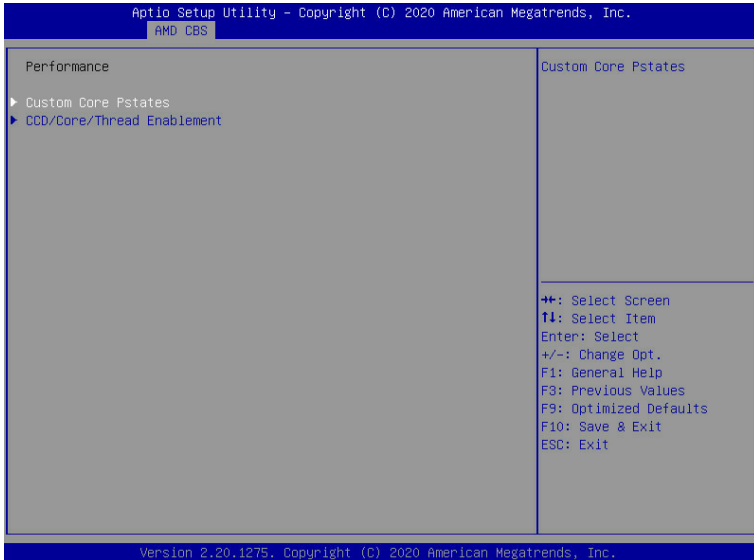 Aptio Setup Utility – Copyright (C) 2020 American Megatrends, Inc.
AMD CBS
Performance
Custom Core Pstates
CCD/Core/Thread Enablement
Custom Core Pstates
→←: Select Screen
↑↓: Select Item
Enter: Select
+/-: Change Opt.
F1: General Help
F3: Previous Values
F9: Optimized Defaults
F10: Save & Exit
ESC: Exit
Version 2.20.1275. Copyright (C) 2020 American Megatrends, Inc.